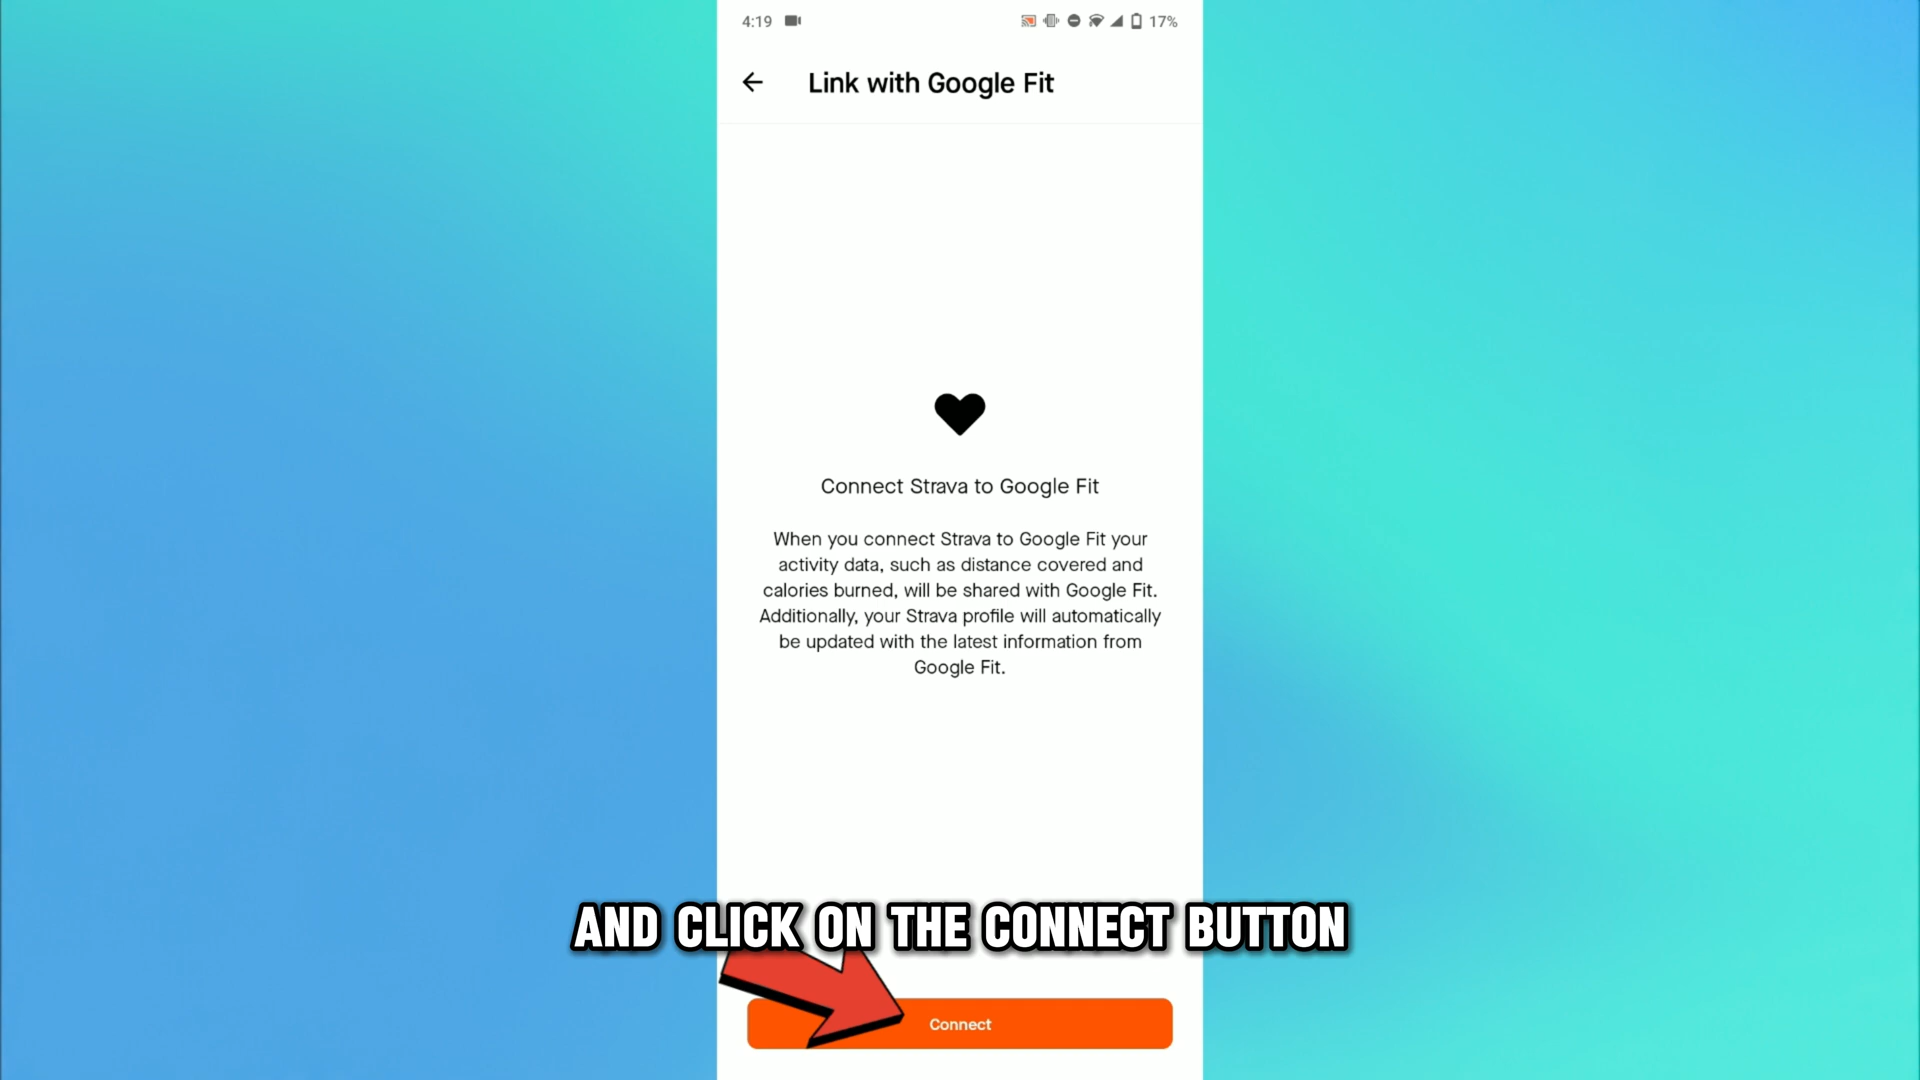 4:19
17%
Link with Google Fit
Connect Strava to Google Fit
When you connect Strava to Google Fit your
activity data, such as distance covered and
calories burned, will be shared with Google Fit.
Additionally, your Strava profile will automatically
be updated with the latest information from
Google Fit.
AND CLICK ON THE CONNECT BUTTON
Connect